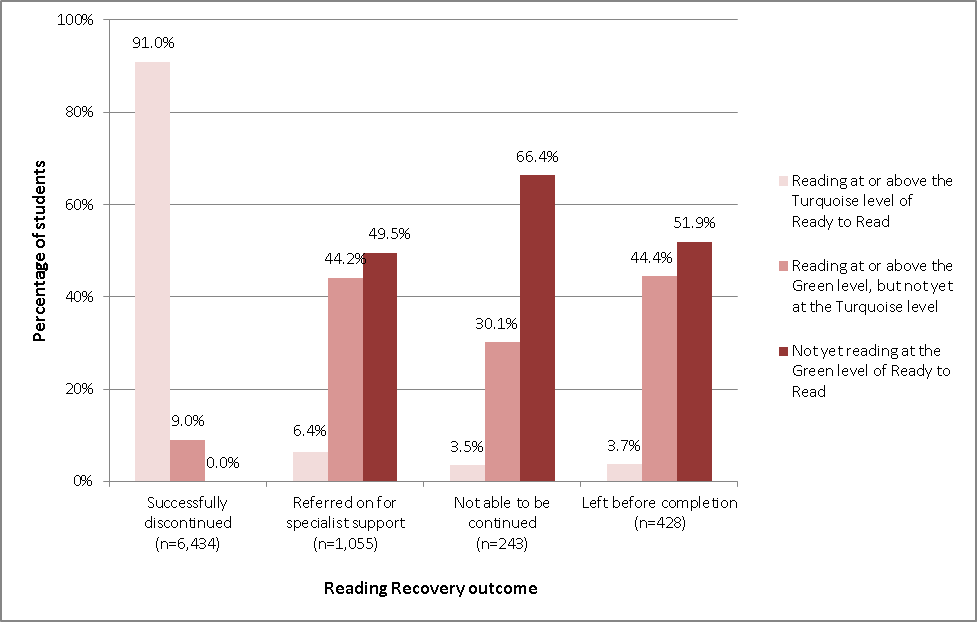 100%
80%
60%
40%
20%
0%
Percentage of students
91.0%
9.0%
0.0%
6.4%
44.2%
49.5%
3.5%
30.1%
66.4%
3.7%
44.4%
51.9%
Successfully
discontinued
(n=6,434)
Referred on for
specialist support
(n=1,055)
Not able to be
continued
(n=243)
Left before completion
(n=428)
Reading Recovery outcome
Reading at or above the
Turquoise level of
Ready to Read
Reading at or above the
Green level, but not yet
at the Turquoise level
Not yet reading at the
Green level of Ready to
Read